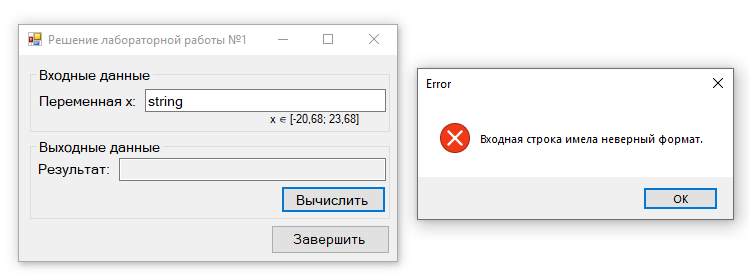 Решение лабораторной работы №1
Входные данные
Переменная x: string
x ∈ [-20,68; 23,68]
Выходные данные
Результат:
Вычислить
Завершить
Error
Входная строка имела неверный формат.
OK